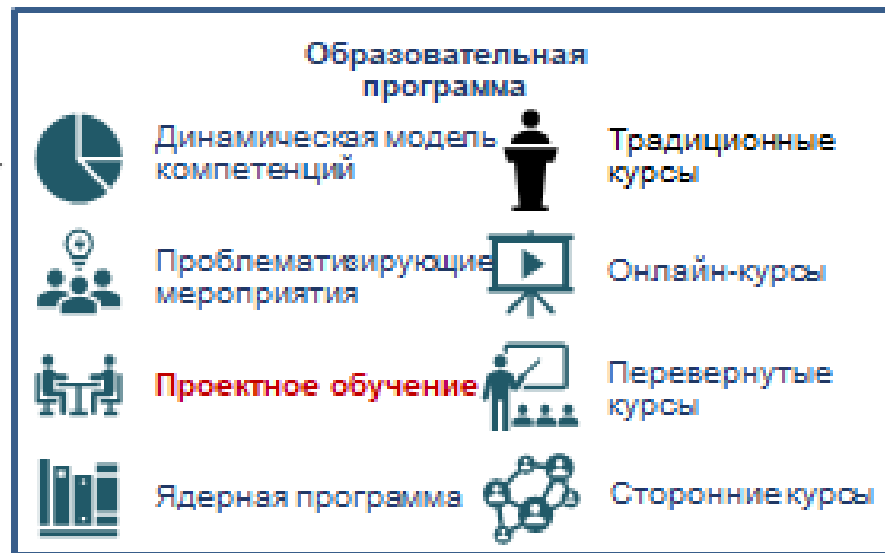 Образовательная
программа
Динамическая модель
компетенций
Традиционные
курсы
Проблематизирующие
мероприятия
Онлайн-курсы
Проектное обучение
Перевернутые
курсы
Ядерная программа
Сторонние курсы